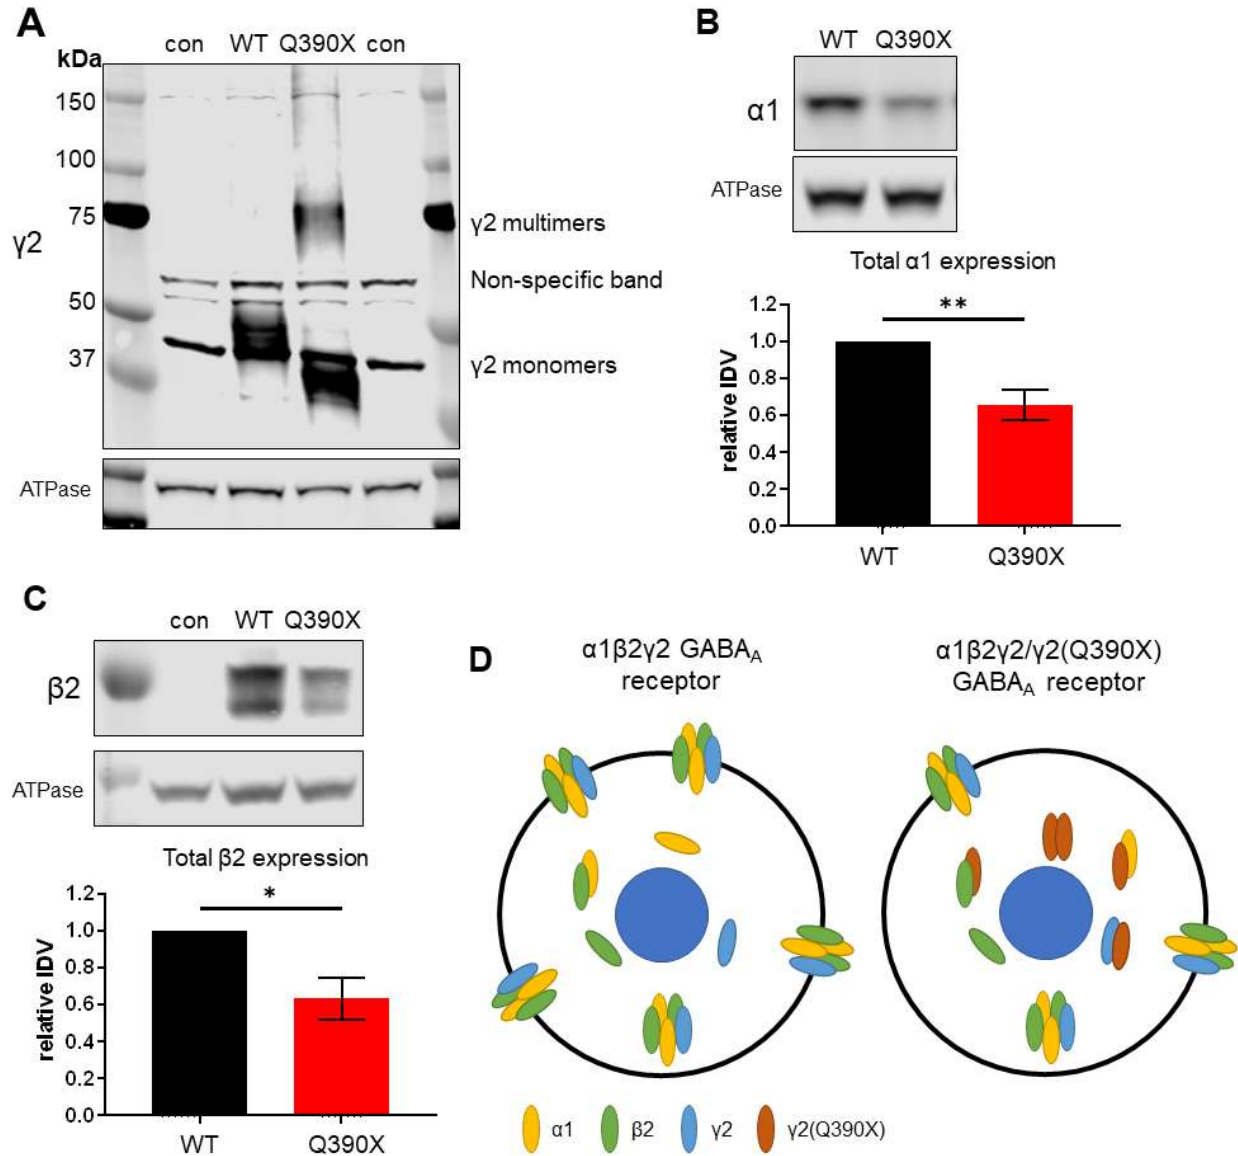 A
con WT Q390X con
kDa
150
100
75
γ2
50
37
γ2 multimers
Non-specific band
γ2 monomers
ATPase
B
WT Q390X
α1
ATPase
Total α1 expression
**
relative IDV
1.2
1.0
0.8
0.6
0.4
0.2
0.0
WT Q390X
C
con WT Q390X
β2
ATPase
Total β2 expression
*
relative IDV
1.2
1.0
0.8
0.6
0.4
0.2
0.0
WT Q390X
D
α1β2γ2 GABAA
receptor
α1β2γ2/γ2(Q390X)
GABAA receptor
α1 β2 γ2 γ2(Q390X)